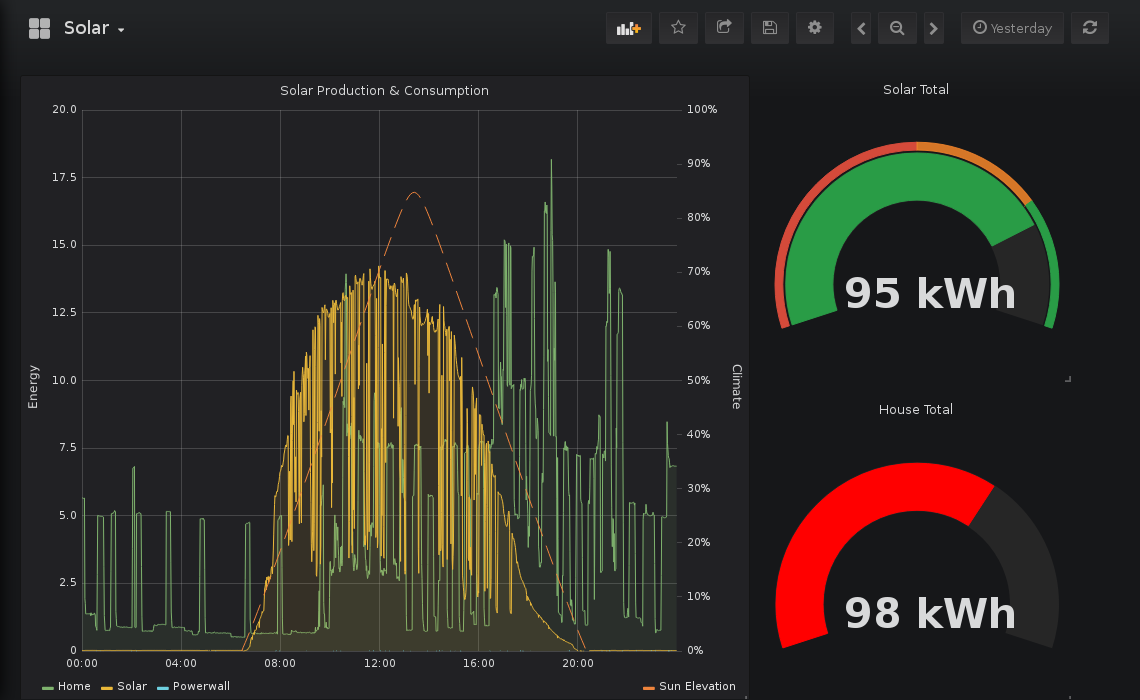 Solar
Yesterday
Solar Production & Consumption
20.0
17.5
15.0
12.5
10.0
7.5
5.0
2.5
0
Energy
100%
90%
80%
70%
60%
50%
40%
30%
20%
10%
0%
Climate
00:00 04:00 08:00 12:00 16:00 20:00
Home Solar Powerwall Sun Elevation
Solar Total
95 kWh
House Total
98 kWh